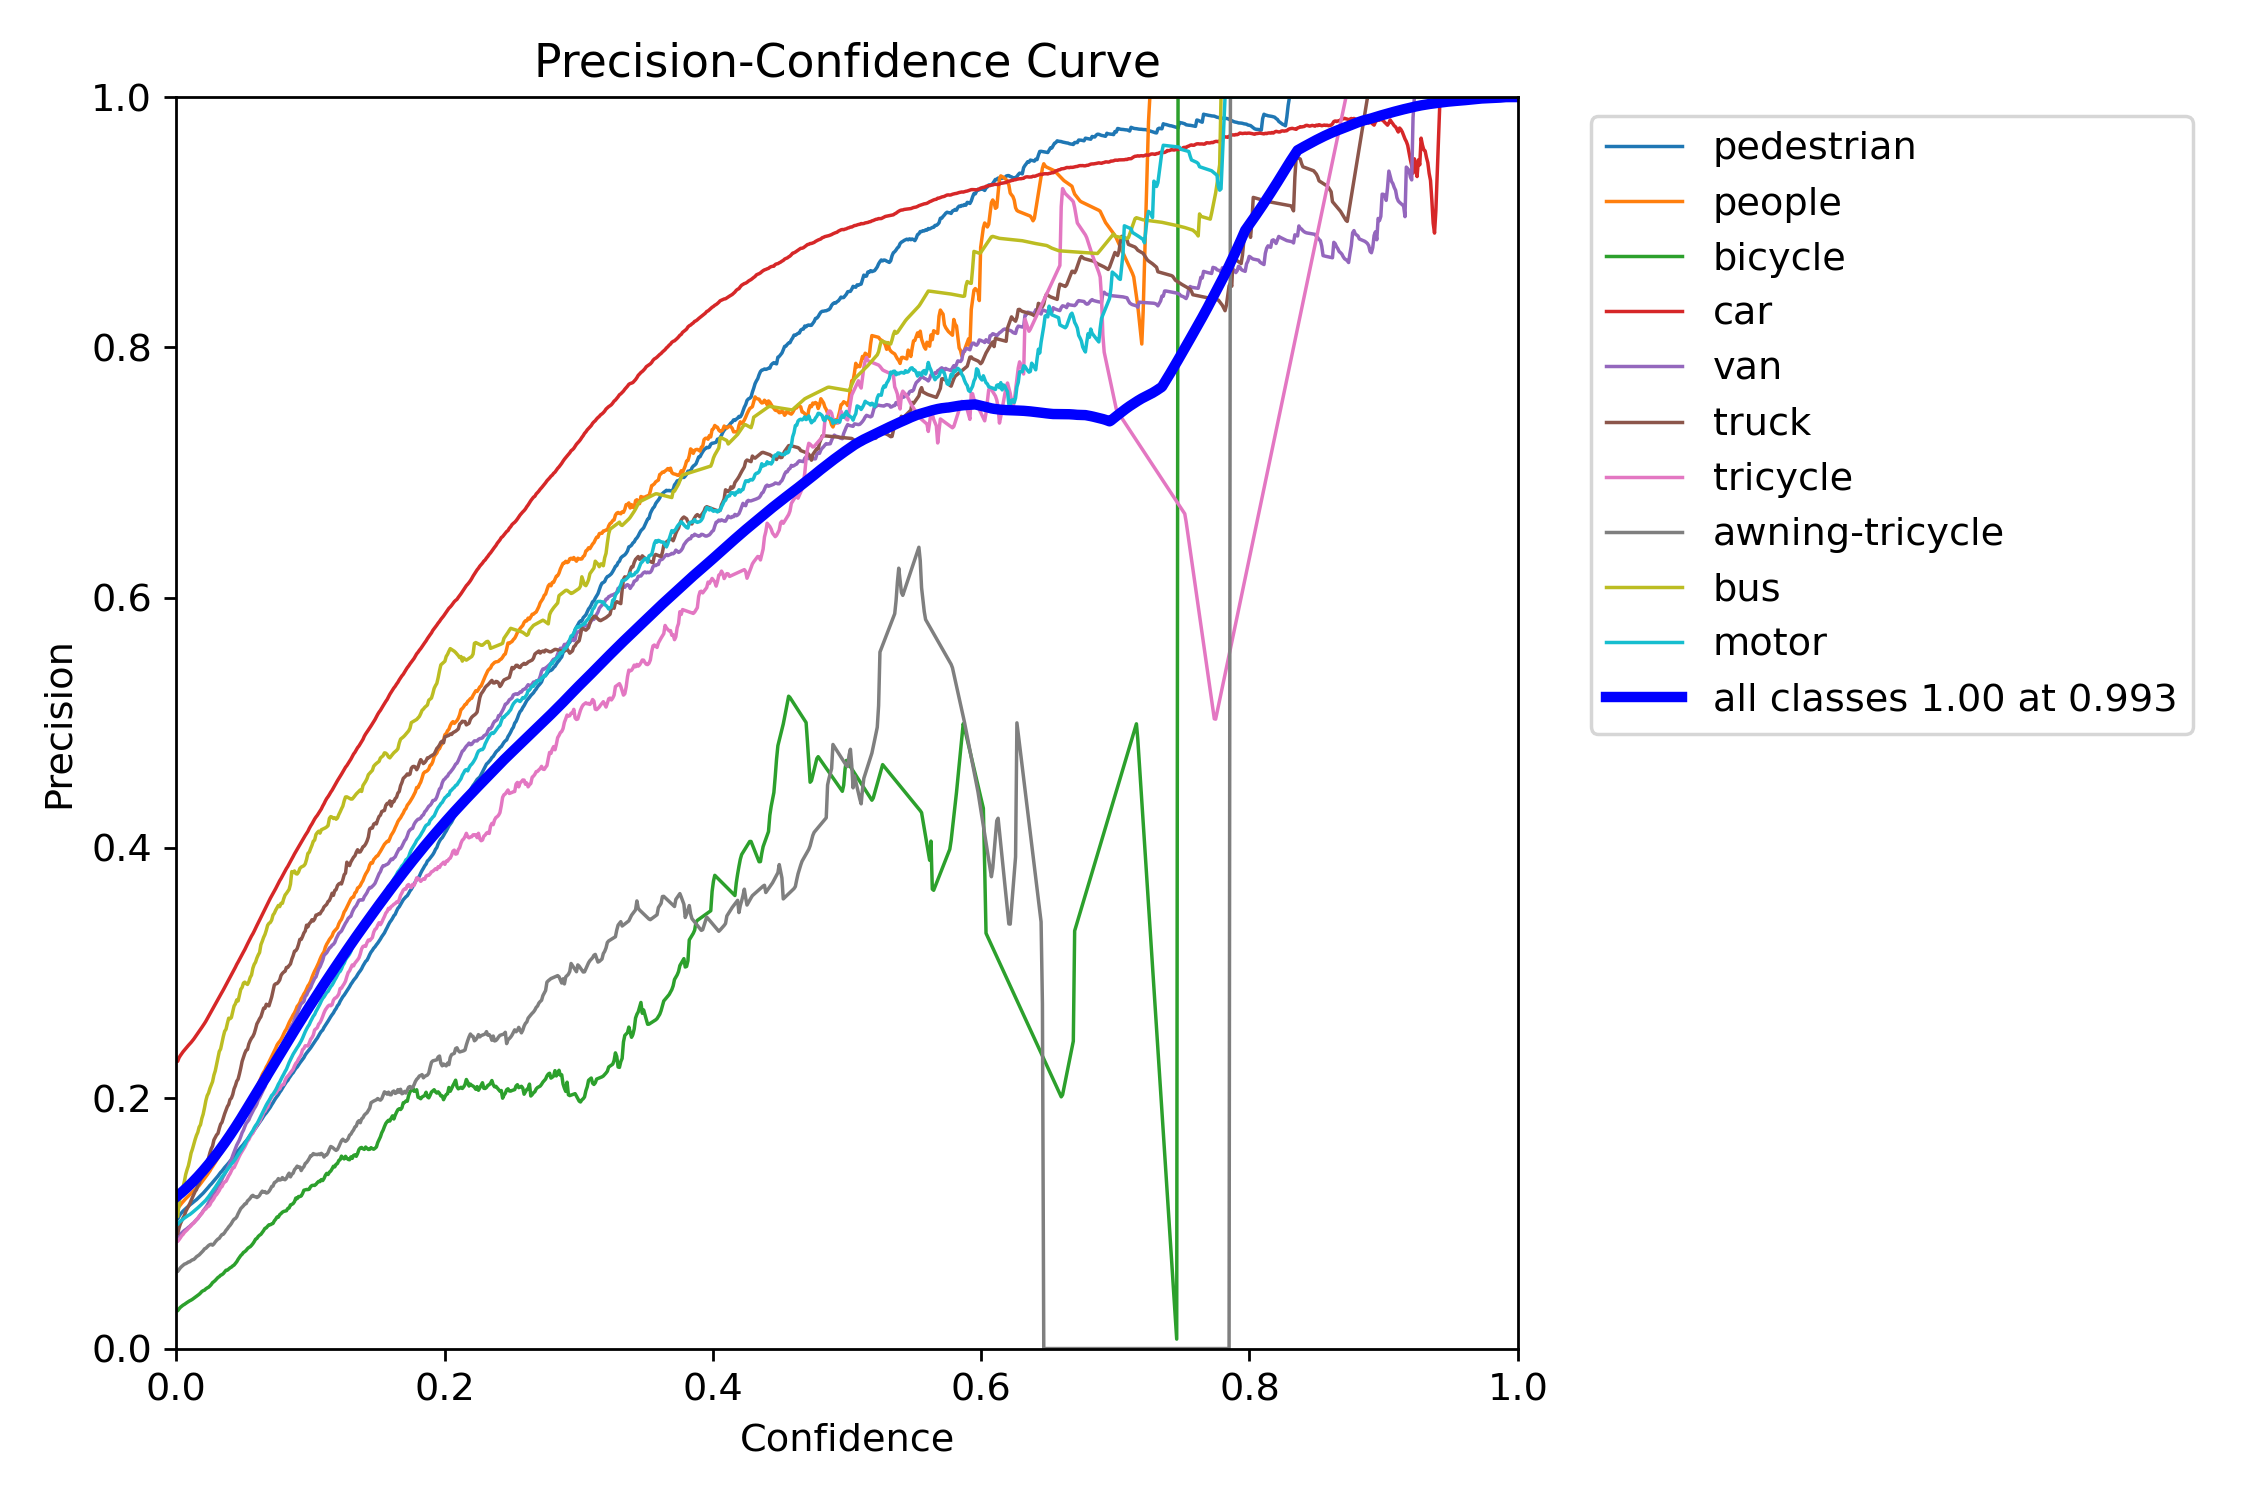 Precision-Confidence Curve
1.0
0.8
0.6
0.4
0.2
0.0
Precision
0.0 0.2 0.4 0.6 0.8 1.0
Confidence
pedestrian
people
bicycle
car
van
truck
tricycle
awning-tricycle
bus
motor
all classes 1.00 at 0.993